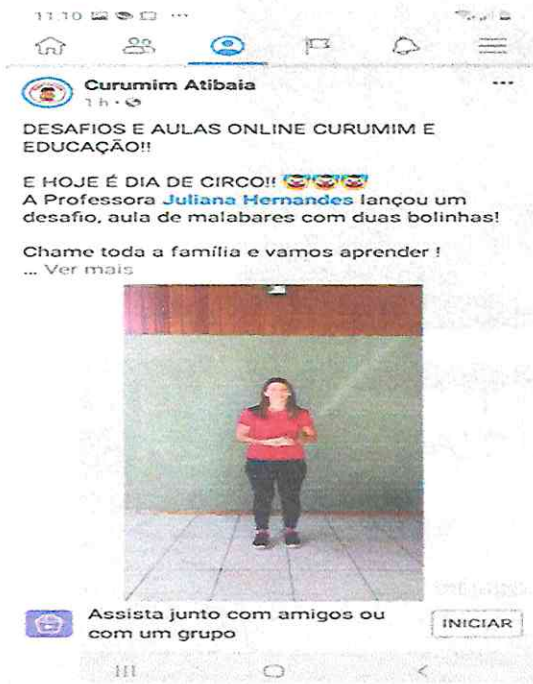 11:10
Curumim Atibaia
1 h
DESAFIOS E AULAS ONLINE CURUMIM E
EDUCAÇÃO!!
E HOJE É DIA DE CIRCO!!
A Professora Juliana Hernandes lançou um
desafio, aula de malabares com duas bolinhas!
Chame toda a família e vamos aprender !
... Ver mais
Assista junto com amigos ou
com um grupo
INICIAR